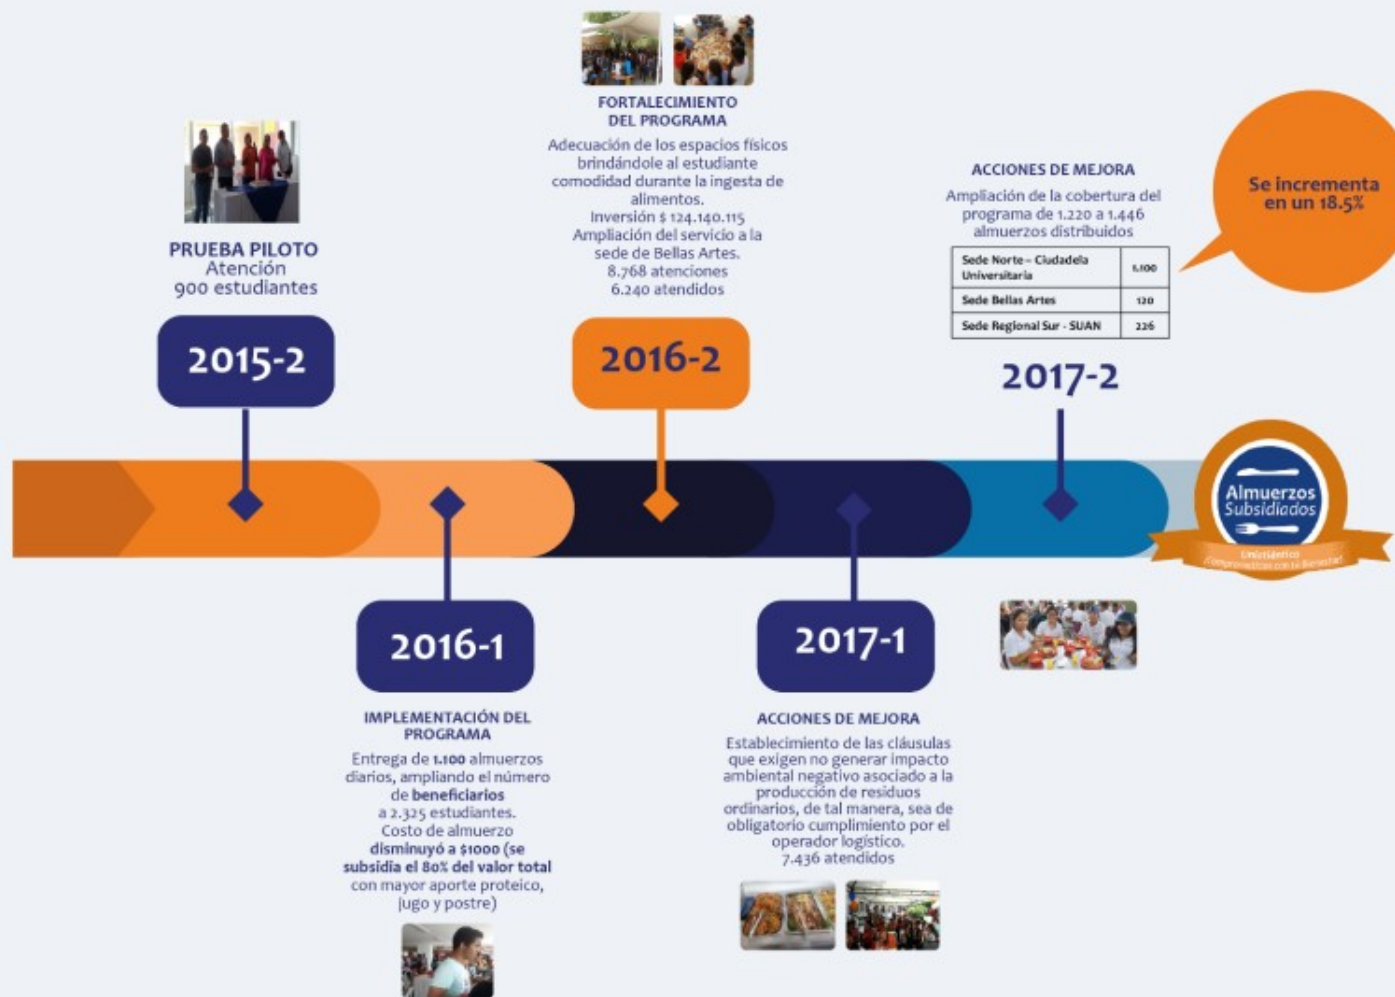 PRUEBA PILOTO
Atención
900 estudiantes
2015-2
IMPLEMENTACIÓN DEL
PROGRAMA
Entrega de 1.100 almuerzos
diarios, ampliando el número
de beneficiarios
a 2.325 estudiantes.
Costo de almuerzo
disminuyó a $1000 (se
subsidia el 80% del valor total
con mayor aporte proteico,
jugo y postre)
2016-1
FORTALECIMIENTO
DEL PROGRAMA
Adecuación de los espacios físicos
brindándole al estudiante
comodidad durante la ingesta de
alimentos.
Inversión $ 124.140.115
Ampliación del servicio a la
sede de Bellas Artes.
8.768 atenciones
6.240 atendidos
2016-2
2017-1
ACCIONES DE MEJORA
Establecimiento de las cláusulas
que exigen no generar impacto
ambiental negativo asociado a la
producción de residuos
ordinarios, de tal manera, sea de
obligatorio cumplimiento por el
operador logístico.
7.436 atendidos
ACCIONES DE MEJORA
Ampliación de la cobertura del
programa de 1.220 a 1.446
almuerzos distribuidos
Sede Norte – Ciudadela
Universitaria 1.100
Sede Bellas Artes 120
Sede Regional Sur - SUAN 226
2017-2
Se incrementa
en un 18.5%
Almuerzos
Subsidiados